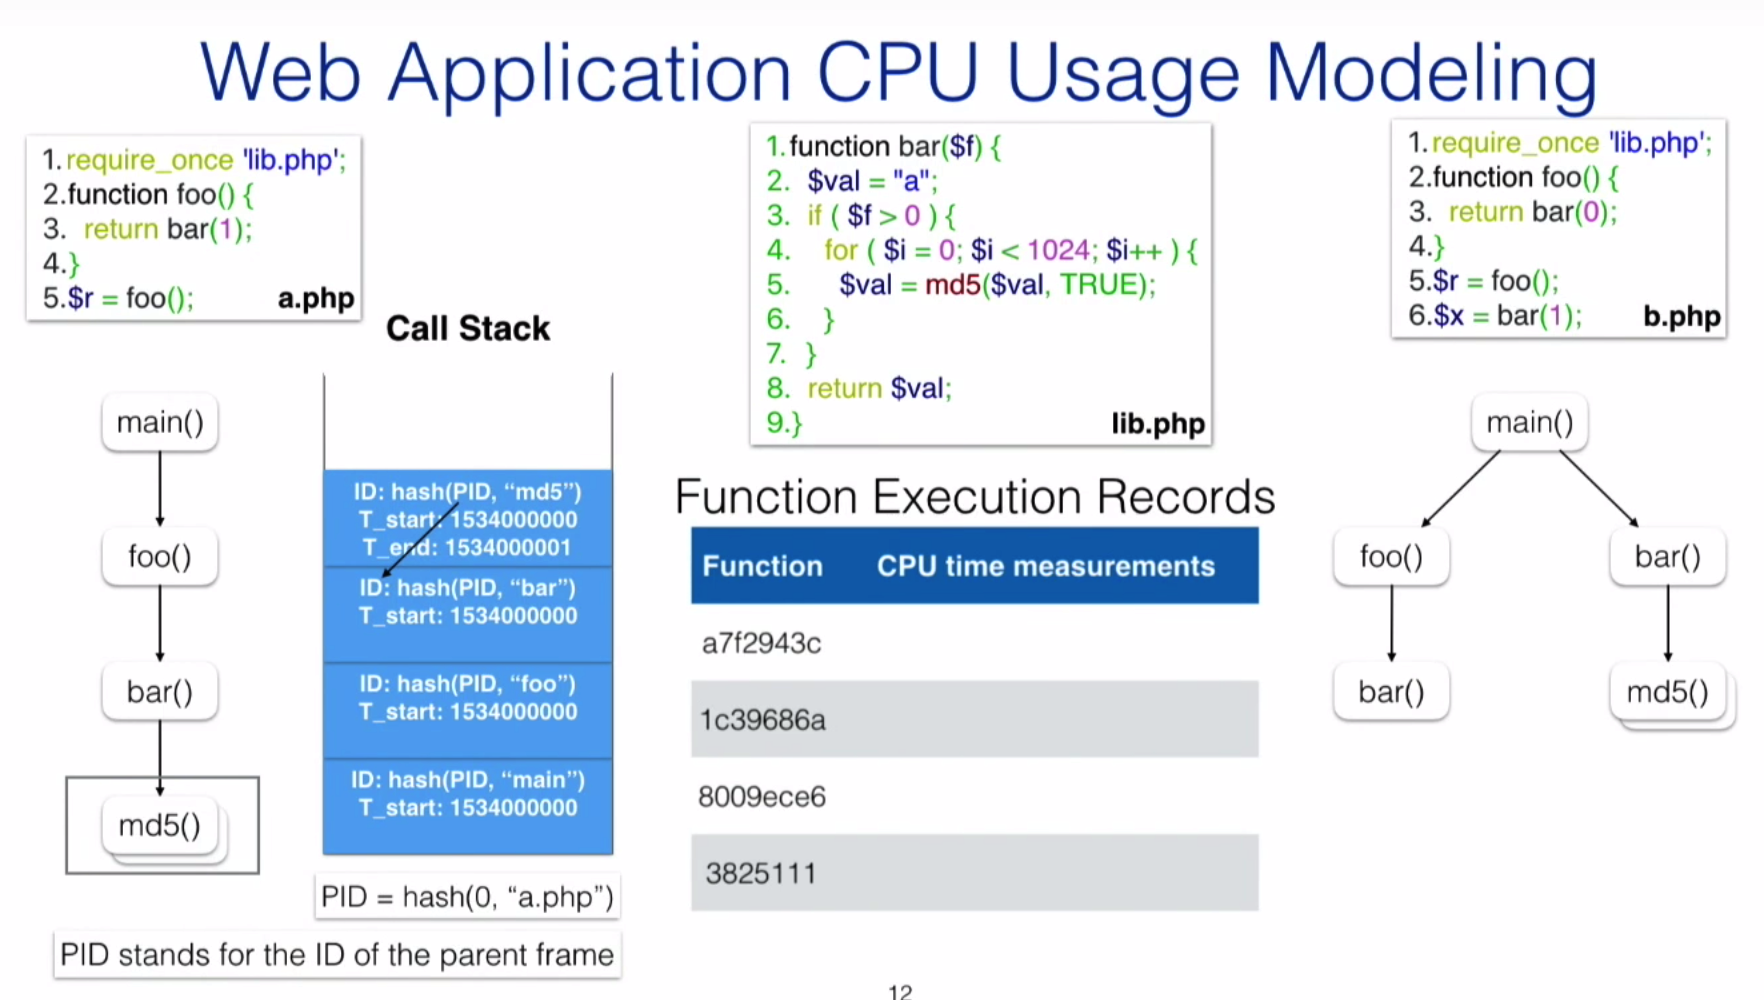 Web Application CPU Usage Modeling
1.require_once 'lib.php';
2.function foo() {
3. return bar(1);
4.}
5.$r = foo();
a.php
1.function bar($f) {
2. $val = "a";
3. if ( $f > 0 ) {
4. for ( $i = 0; $i < 1024; $i++ ) {
5. $val = md5($val, TRUE);
6. }
7. }
8. return $val;
9.}
lib.php
1.require_once 'lib.php';
2.function foo() {
3. return bar(0);
4.}
5.$r = foo();
6.$x = bar(1);
b.php
main()
foo()
bar()
md5()
Call Stack
ID: hash(PID, “md5”)
T_start: 1534000000
T_end: 1534000001
ID: hash(PID, “bar”)
T_start: 1534000000
ID: hash(PID, “foo”)
T_start: 1534000000
ID: hash(PID, “main”)
T_start: 1534000000
PID = hash(0, “a.php”)
PID stands for the ID of the parent frame
Function Execution Records
Function CPU time measurements
a7f2943c
1c39686a
8009ece6
3825111
main()
foo() bar()
bar() md5()
12